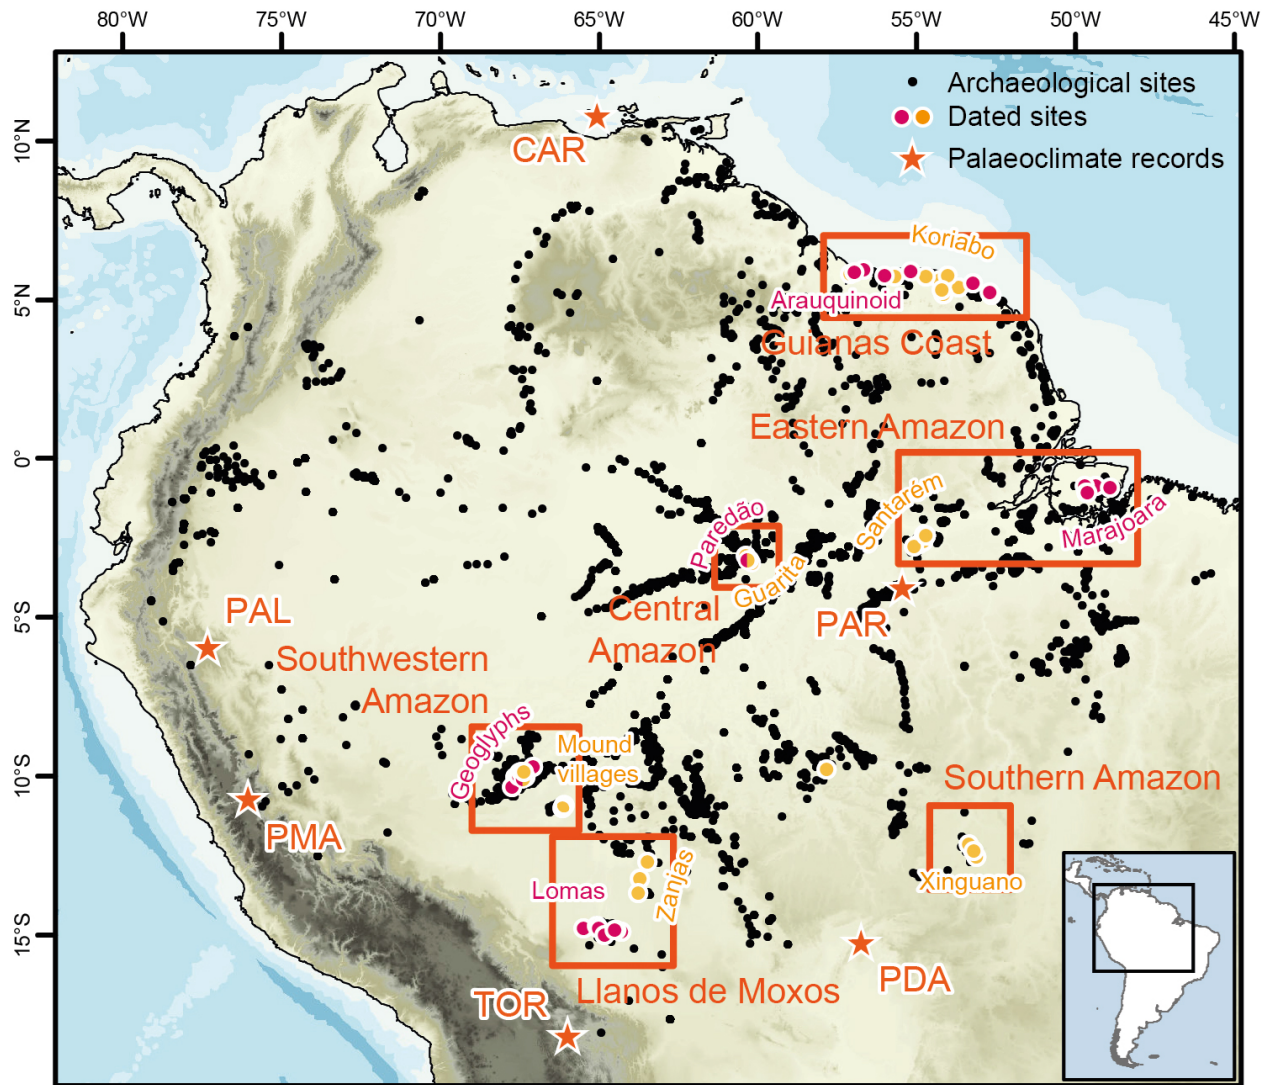 80°W
75°W
70°W
65°W
60°W
55°W
50°W
45°W
10°N
5°N
0°
5°S
10°S
15°S
Archaeological sites
Dated sites
Palaeoclimate records
CAR
Koriabo
Arauquinoid
Guianas Coast
Eastern Amazon
Santarém
Marajoara
Paredão
Guarita
Central
Amazon
PAR
PAL
Southwestern
Amazon
Geoglyphs
Mound
villages
Southern Amazon
Xinguano
PMA
Lomas
Zanjas
Llanos de Moxos
PDA
TOR